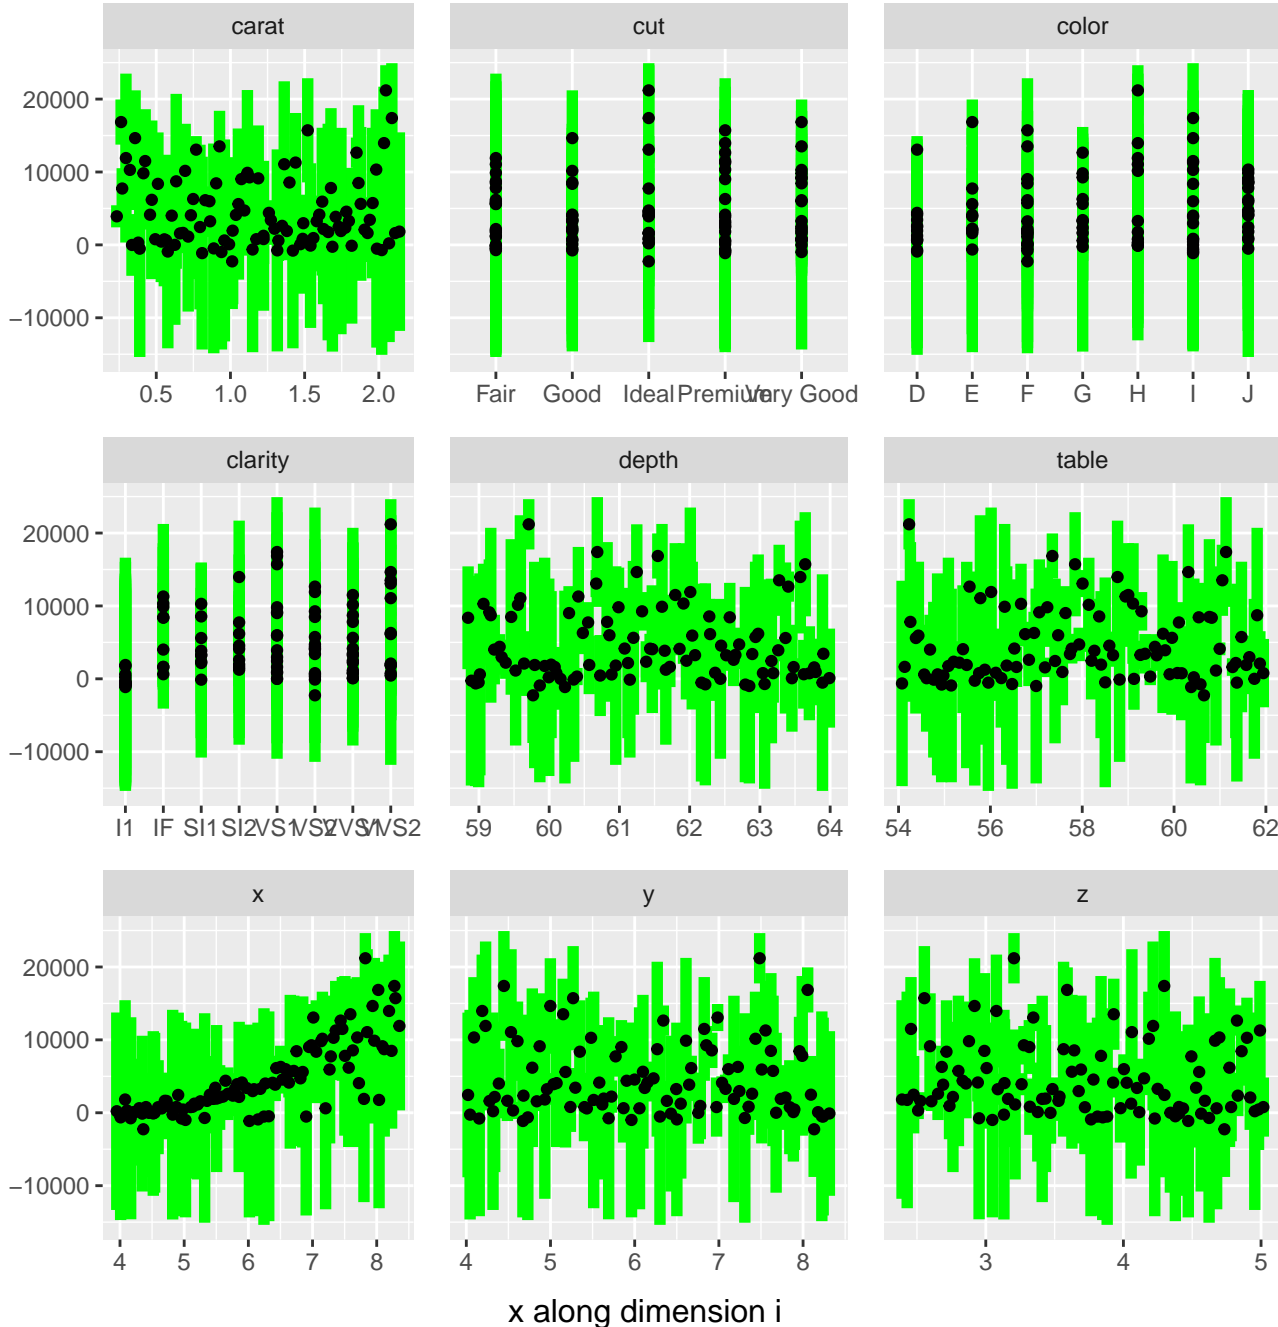 carat cut color
20000
10000
0
−10000
0.5 1.0 1.5 2.0 Fair Good Ideal Premium Very Good D E F G H I J
clarity depth table
20000
10000
0
−10000
I1 IF SI1 SI2 VS1 VS2 VVS1 VVS2 59 60 61 62 63 64 54 56 58 60 62
x y z
20000
10000
0
−10000
4 5 6 7 8 4 5 6 7 8 3 4 5
x along dimension i